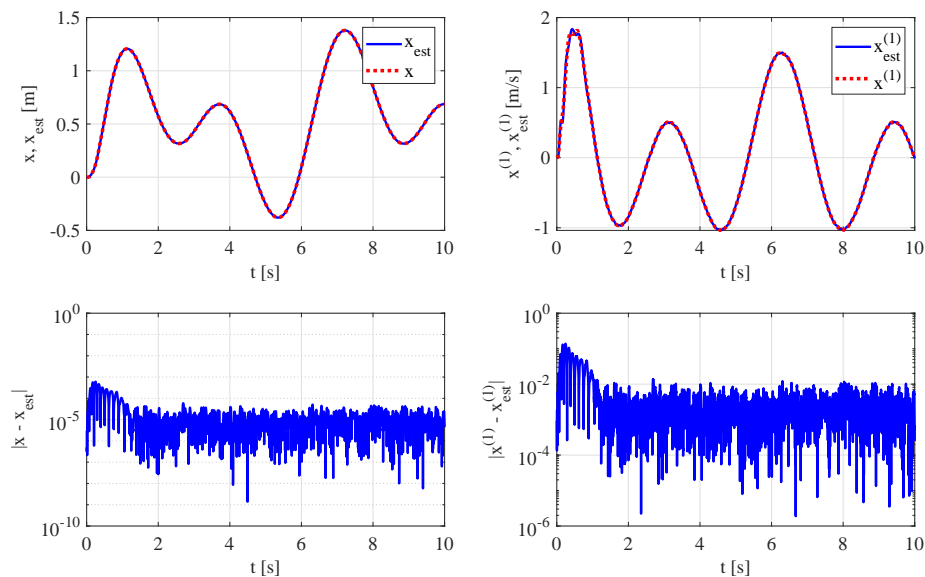 x, x_est [m]
1.5
1
0.5
0
-0.5
x_est
x
0 2 4 6 8 10
t [s]
x^(1), x_est^(1) [m/s]
2
1
0
-1
x_est^(1)
x^(1)
0 2 4 6 8 10
t [s]
|x - x_est|
10^0
10^-5
10^-10
0 2 4 6 8 10
t [s]
|x^(1) - x_est^(1)|
10^0
10^-2
10^-4
10^-6
0 2 4 6 8 10
t [s]